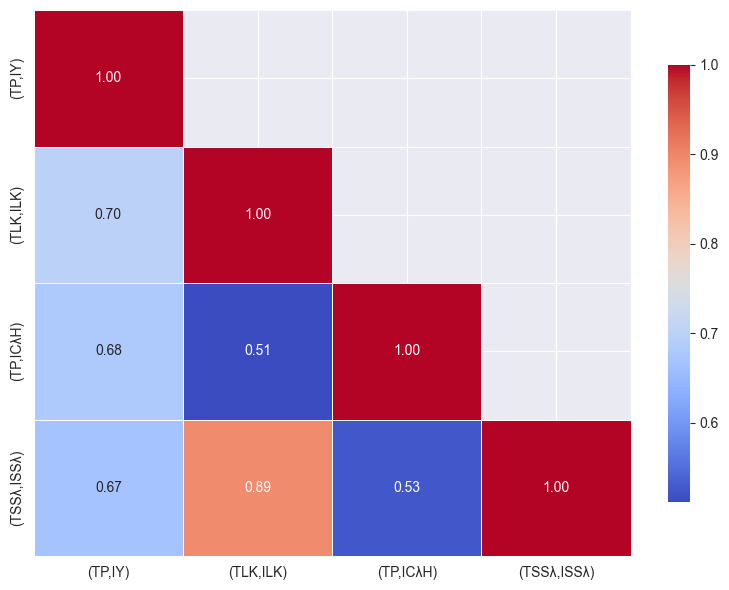 (TP,IY)
1.00
(TLK,ILK)
0.70 1.00
(TP,ICλH)
0.68 0.51 1.00
(TSSλ,ISSλ)
0.67 0.89 0.53 1.00
(TP,IY) (TLK,ILK) (TP,ICλH) (TSSλ,ISSλ)
1.0
0.9
0.8
0.7
0.6